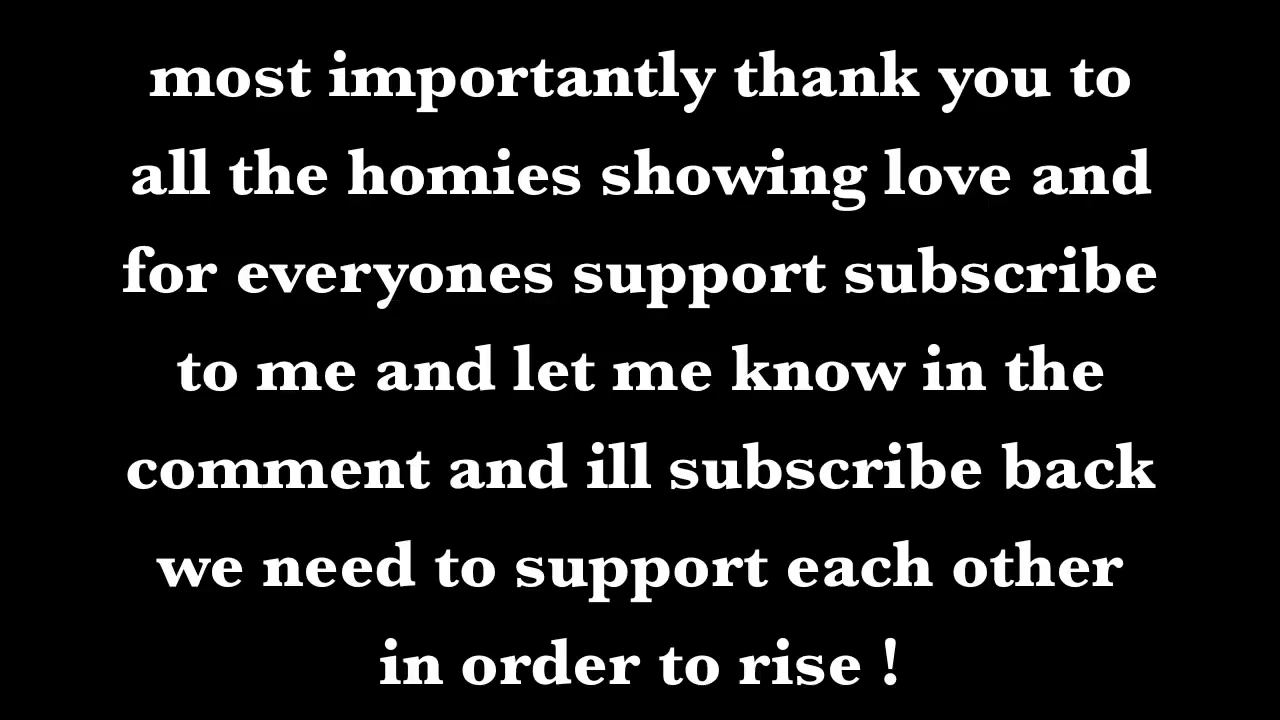 most importantly thank you to
all the homies showing love and
for everyones support subscribe
to me and let me know in the
comment and ill subscribe back
we need to support each other
in order to rise !